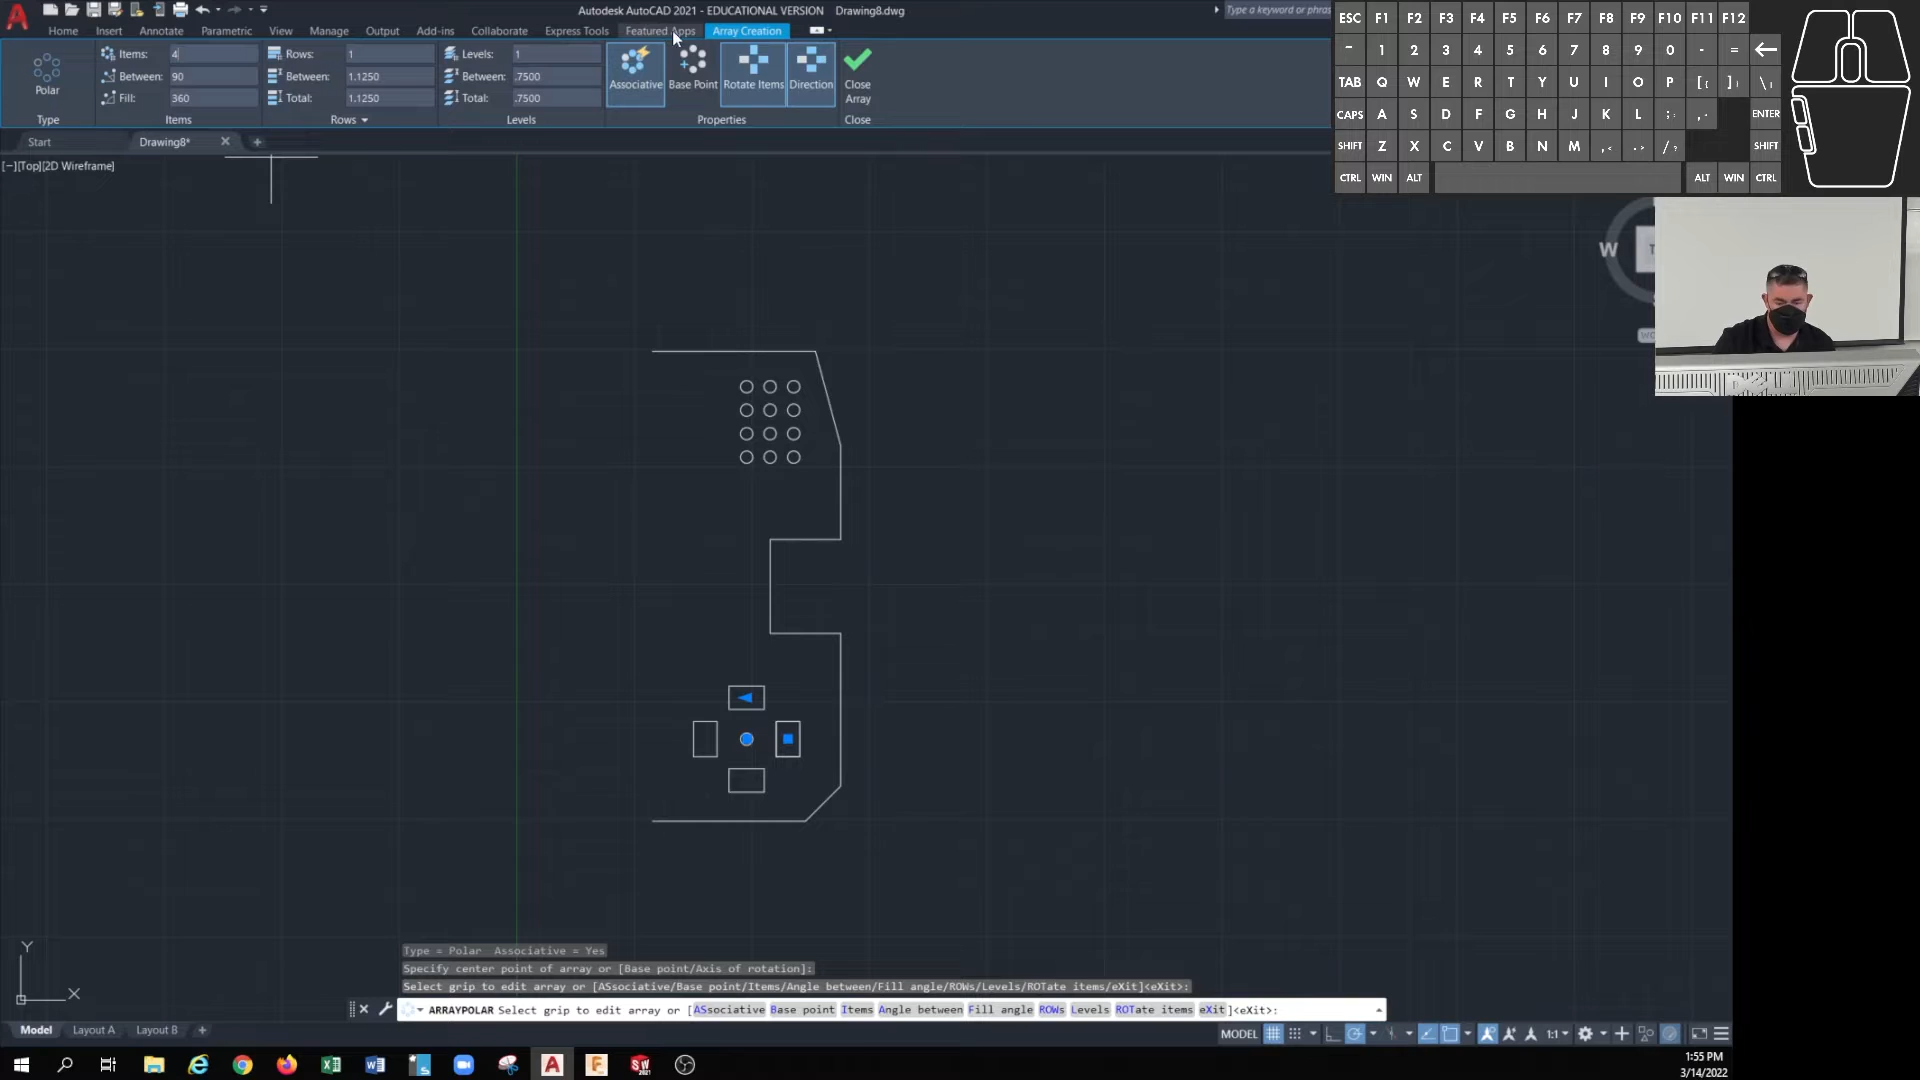 Autodesk AutoCAD 2021 - EDUCATIONAL VERSION Drawing8.dwg
Type a keyword or phras
Home Insert Annotate Parametric View Manage Output Add-ins Collaborate Express Tools Featured Apps Array Creation
Items: 4
Between: 90
Fill: 360
Rows: 1
Between: 1.1250
Total: 1.1250
Levels: 1
Between: .7500
Total: .7500
Polar
Associative Base Point Rotate Items Direction Close
Array
Type Items Rows Levels Properties Close
Start Drawing8*
[−][Top][2D Wireframe]
ESC F1 F2 F3 F4 F5 F6 F7 F8 F9 F10 F11 F12
~ 1 2 3 4 5 6 7 8 9 0 - =
TAB Q W E R T Y U I O P [{ ]} \|
CAPS A S D F G H J K L ;: ENTER
SHIFT Z X C V B N M ,< .> /? SHIFT
CTRL WIN ALT ALT WIN CTRL
W
Y
X
Type = Polar Associative = Yes
Specify center point of array or [Base point/Axis of rotation]:
Select grip to edit array or [ASsociative/Base point/Items/Angle between/Fill angle/ROWs/Levels/ROTate items/eXit]<eXit>:
ARRAYPOLAR Select grip to edit array or [ASsociative Base point Items Angle between Fill angle ROWs Levels ROTate items eXit]<eXit>:
Model Layout A Layout B
MODEL 1:1
1:55 PM
3/14/2022